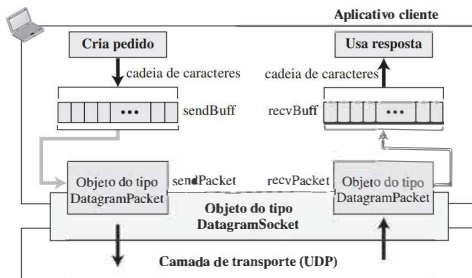 Aplicativo cliente
Cria pedido
Usa resposta
cadeia de caracteres
cadeia de caracteres
sendBuff
recvBuff
Objeto do tipo
DatagramPacket
sendPacket
recvPacket
Objeto do tipo
DatagramPacket
Objeto do tipo
DatagramSocket
Camada de transporte (UDP)